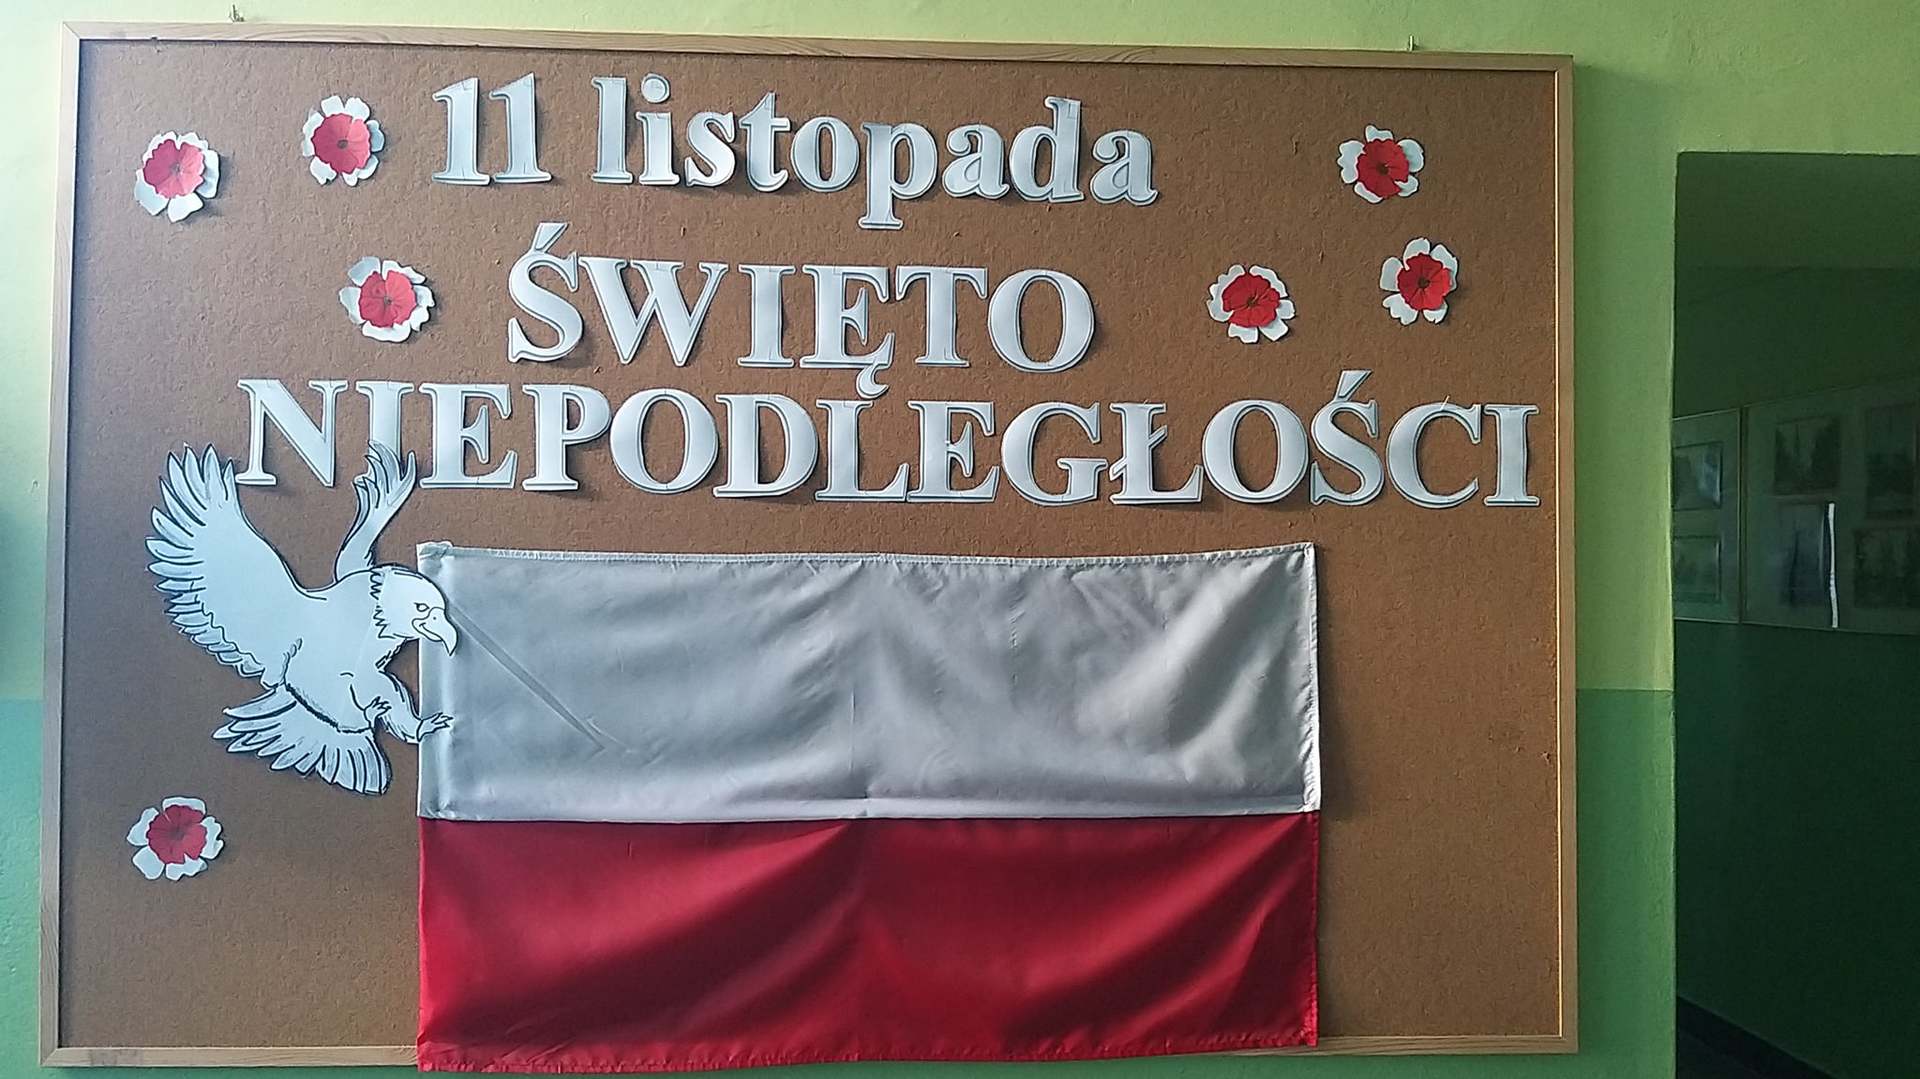 11 listopada
ŚWIĘTO
NIEPODLEGŁOŚCI